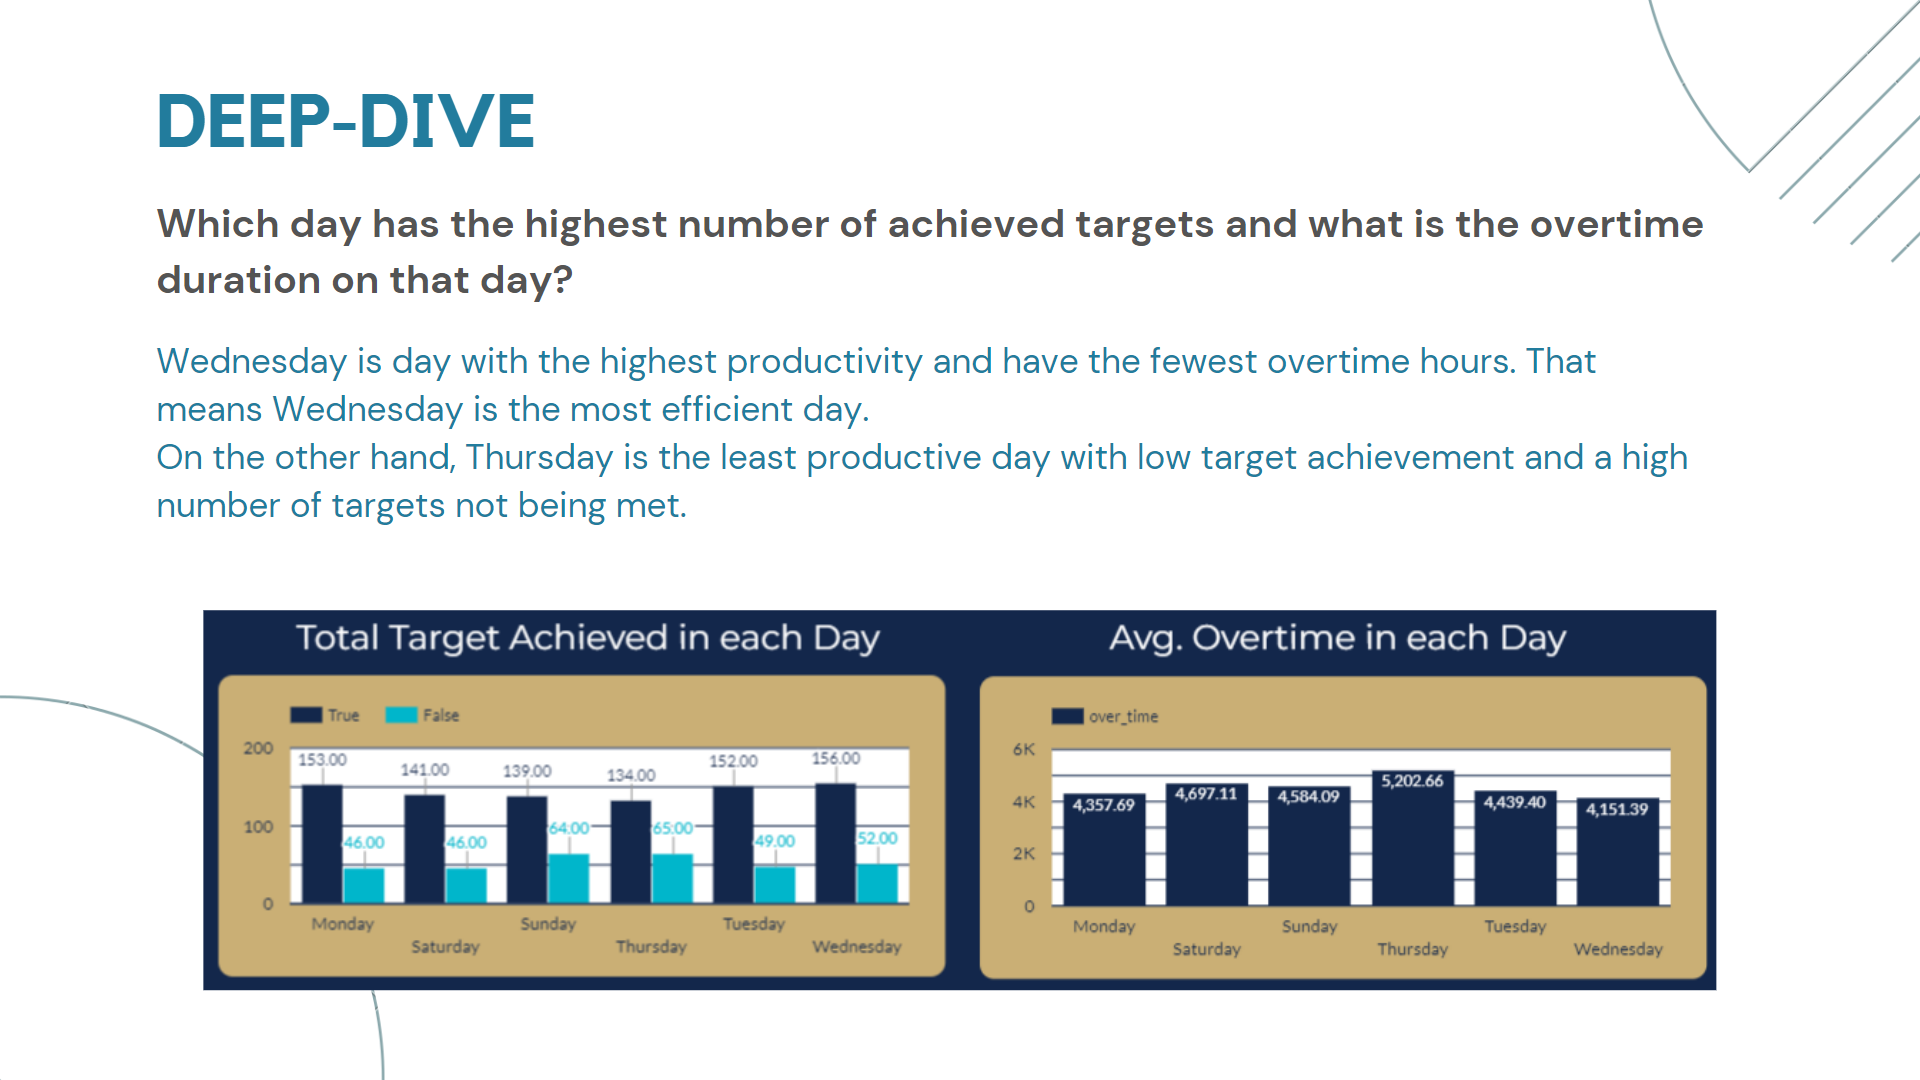 DEEP-DIVE
Which day has the highest number of achieved targets and what is the overtime
duration on that day?
Wednesday is day with the highest productivity and have the fewest overtime hours. That
means Wednesday is the most efficient day.
On the other hand, Thursday is the least productive day with low target achievement and a high
number of targets not being met.
Total Target Achieved in each Day
True False
200
100
0
153.00 141.00 139.00 134.00 152.00 156.00
46.00 46.00 64.00 65.00 49.00 52.00
Monday Sunday Tuesday
Saturday Thursday Wednesday
Avg. Overtime in each Day
over_time
6K
4K
2K
0
4,357.69 4,697.11 4,584.09 5,202.66 4,439.40 4,151.39
Monday Sunday Tuesday
Saturday Thursday Wednesday